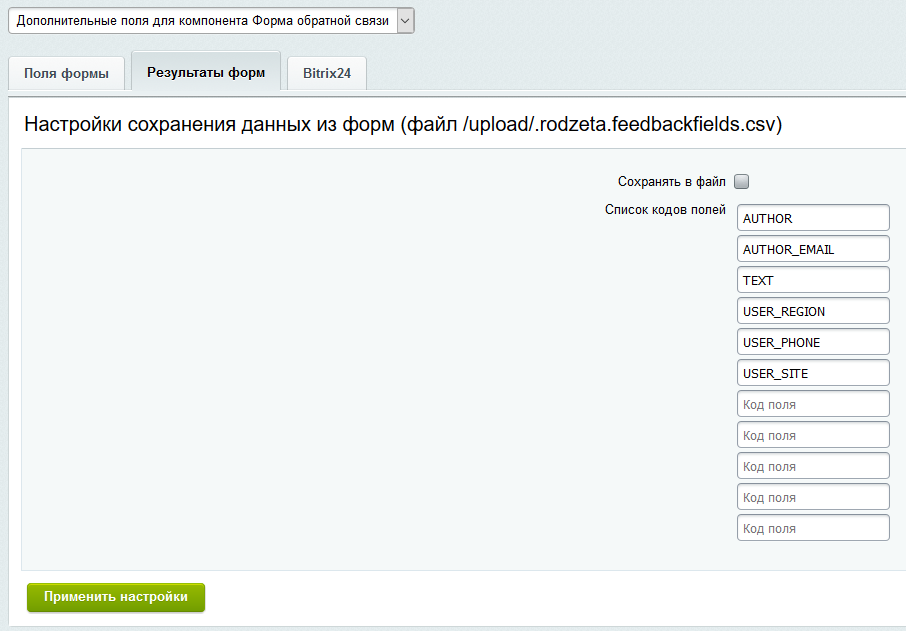 Дополнительные поля для компонента Форма обратной связи
Поля формы Результаты форм Bitrix24
Настройки сохранения данных из форм (файл /upload/.rodzeta.feedbackfields.csv)
Сохранять в файл
Список кодов полей
AUTHOR
AUTHOR_EMAIL
TEXT
USER_REGION
USER_PHONE
USER_SITE
Код поля
Код поля
Код поля
Код поля
Код поля
Применить настройки